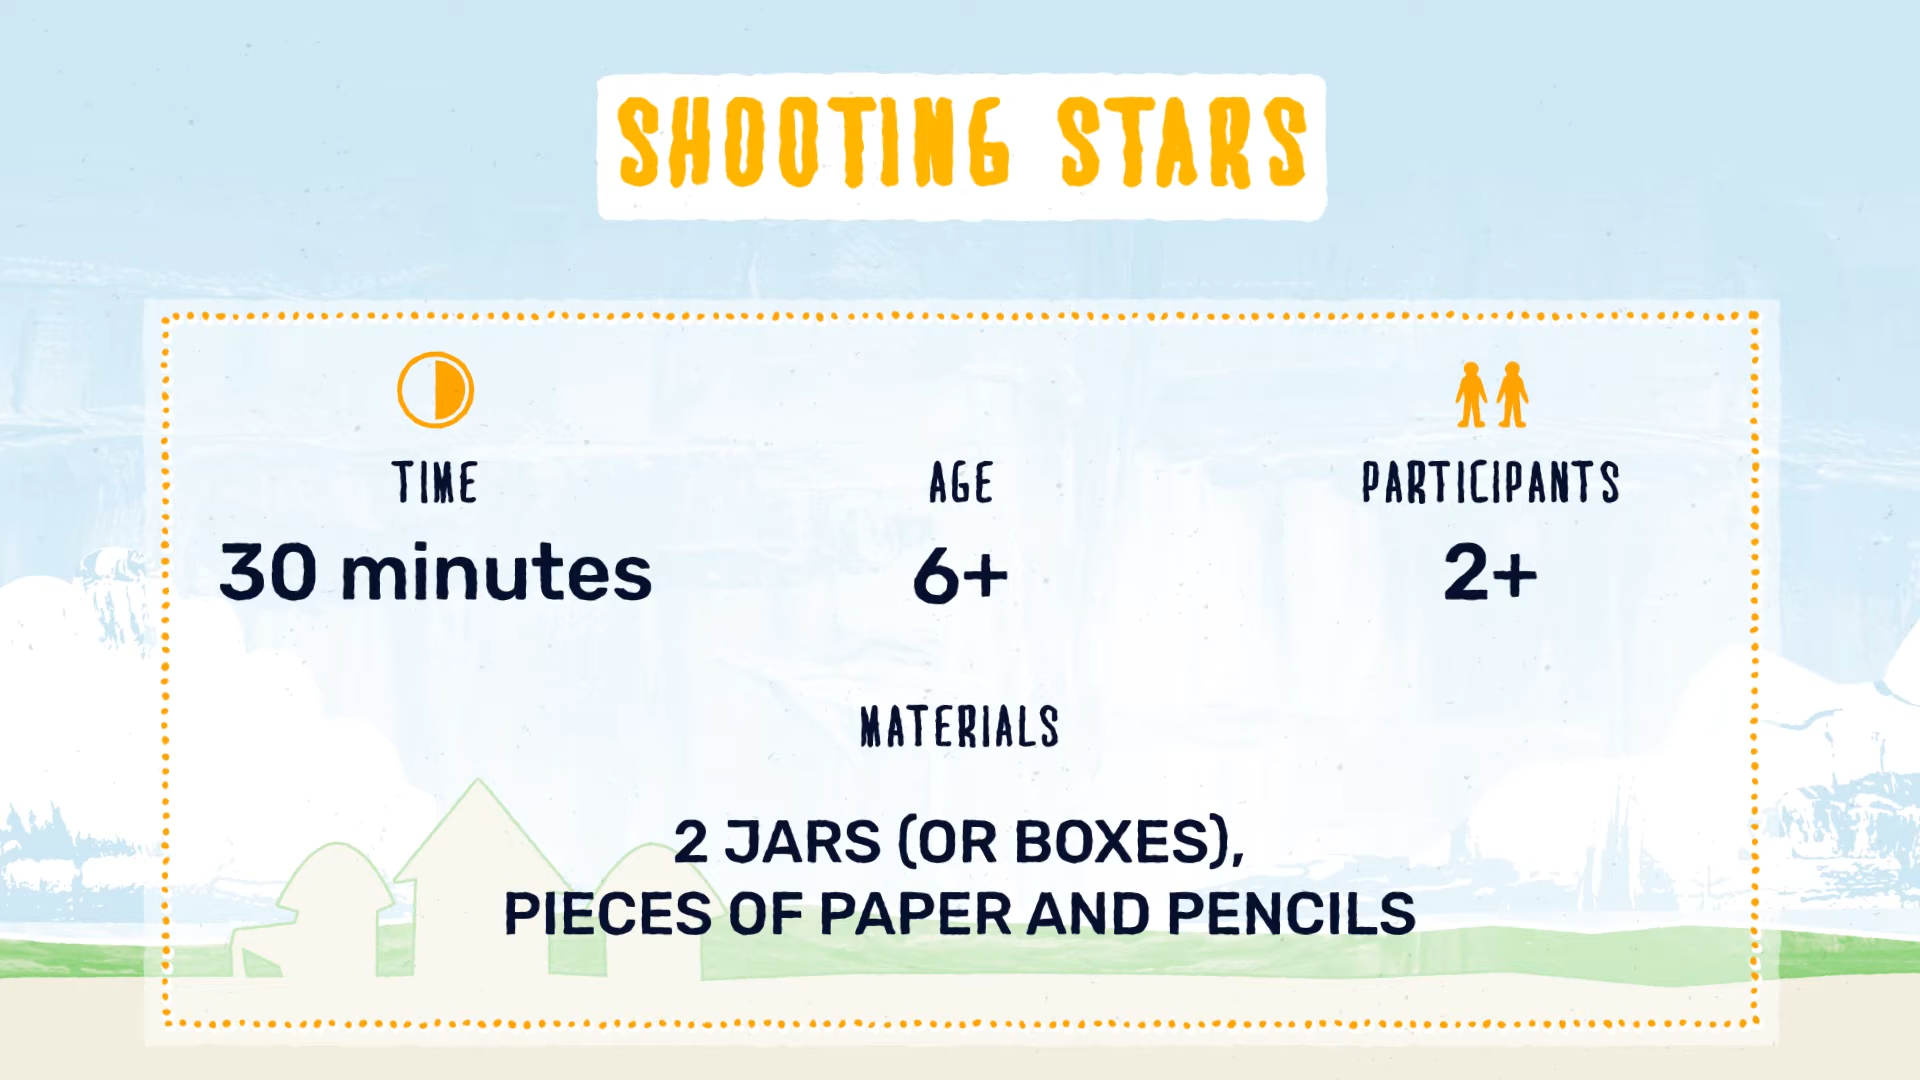 SHOOTING STARS
TIME
30 minutes
AGE
6+
PARTICIPANTS
2+
MATERIALS
2 JARS (OR BOXES),
PIECES OF PAPER AND PENCILS